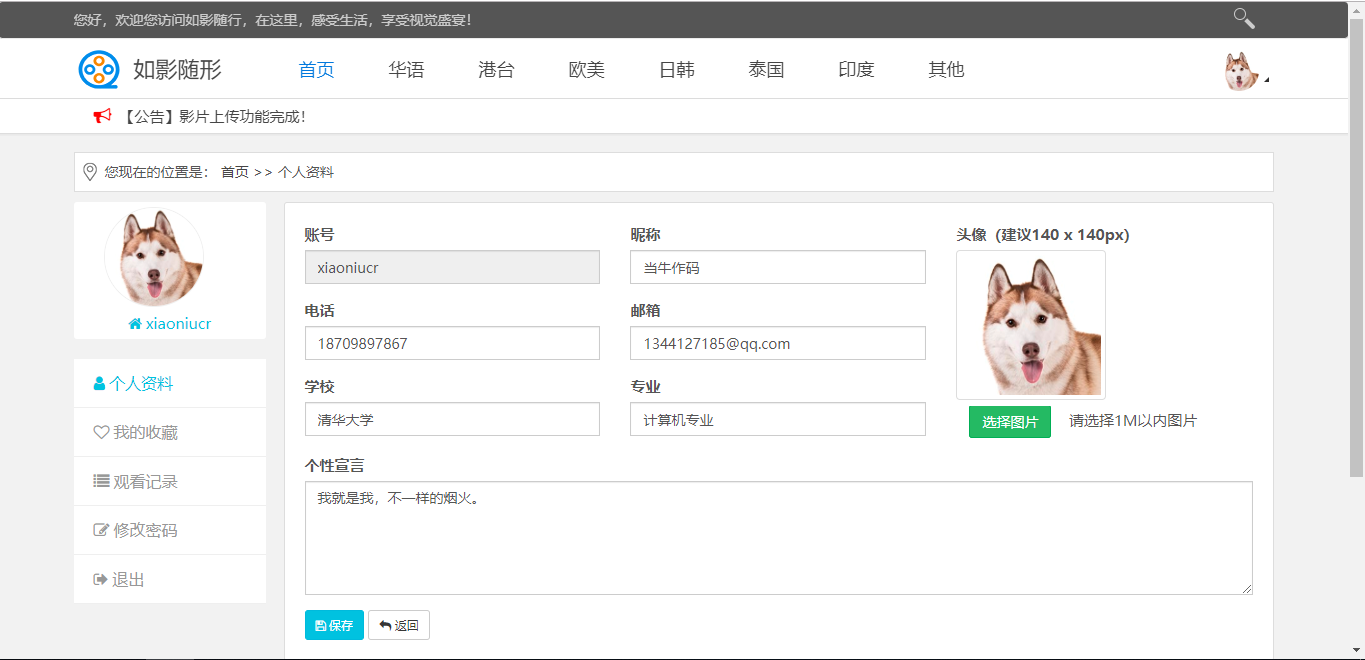 您好，欢迎您访问如影随行，在这里，感受生活，享受视觉盛宴！
如影随形 首页 华语 港台 欧美 日韩 泰国 印度 其他
【公告】影片上传功能完成！
您现在的位置是： 首页 >> 个人资料
xiaoniucr
个人资料
我的收藏
观看记录
修改密码
退出
账号 昵称 头像（建议140 x 140px）
xiaoniucr 当牛作码
电话 邮箱
18709897867 1344127185@qq.com
学校 专业
清华大学 计算机专业
选择图片 请选择1M以内图片
个性宣言
我就是我，不一样的烟火。
保存 返回